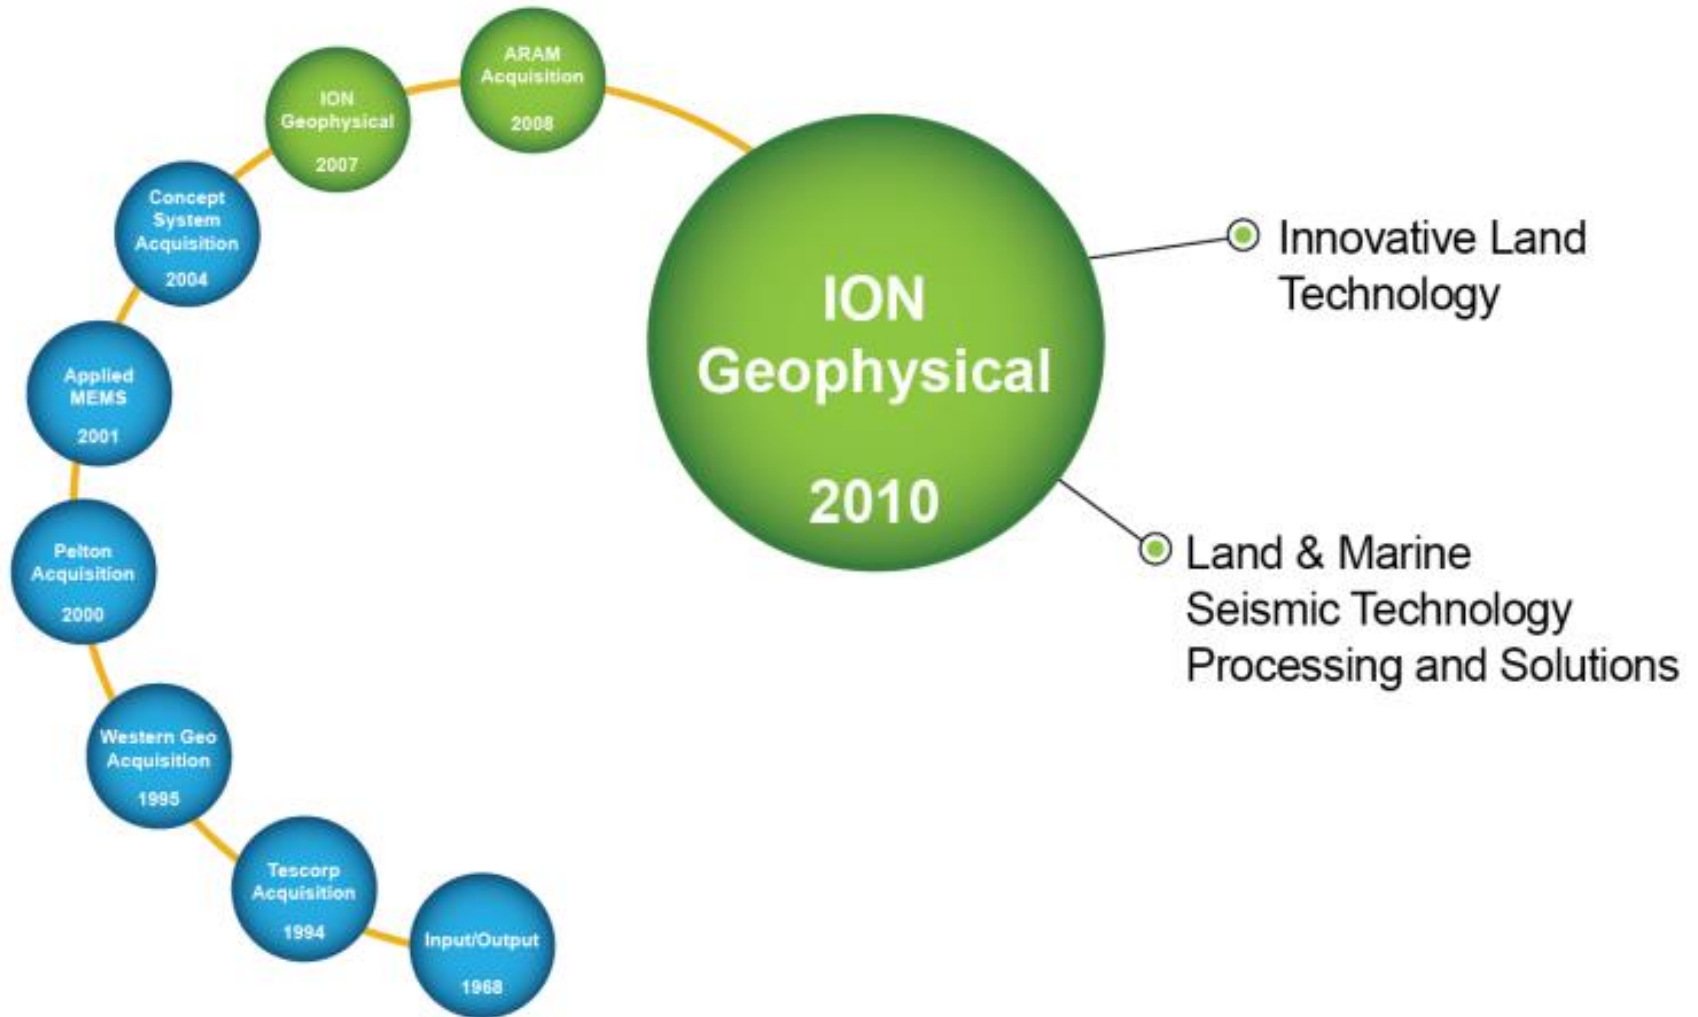 ARAM
Acquisition
2008
ION
Geophysical
2007
Concept
System
Acquisition
2004
Applied
MEMS
2001
Pelton
Acquisition
2000
Western Geo
Acquisition
1995
Tescorp
Acquisition
1994
Input/Output
1968
ION
Geophysical
2010
Innovative Land
Technology
Land & Marine
Seismic Technology
Processing and Solutions